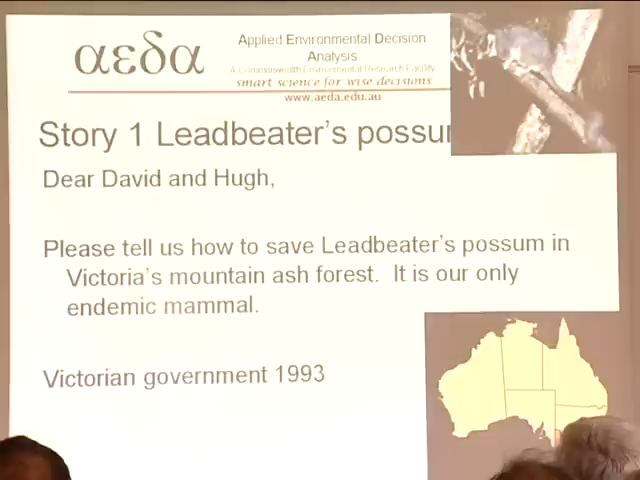 αεδα
Applied Environmental Decision
Analysis
A Commonwealth Environmental Research Facility
smart science for wise decisions
www.aeda.edu.au
Story 1 Leadbeater's possu
Dear David and Hugh,
Please tell us how to save Leadbeater's possum in
Victoria's mountain ash forest. It is our only
endemic mammal.
Victorian government 1993